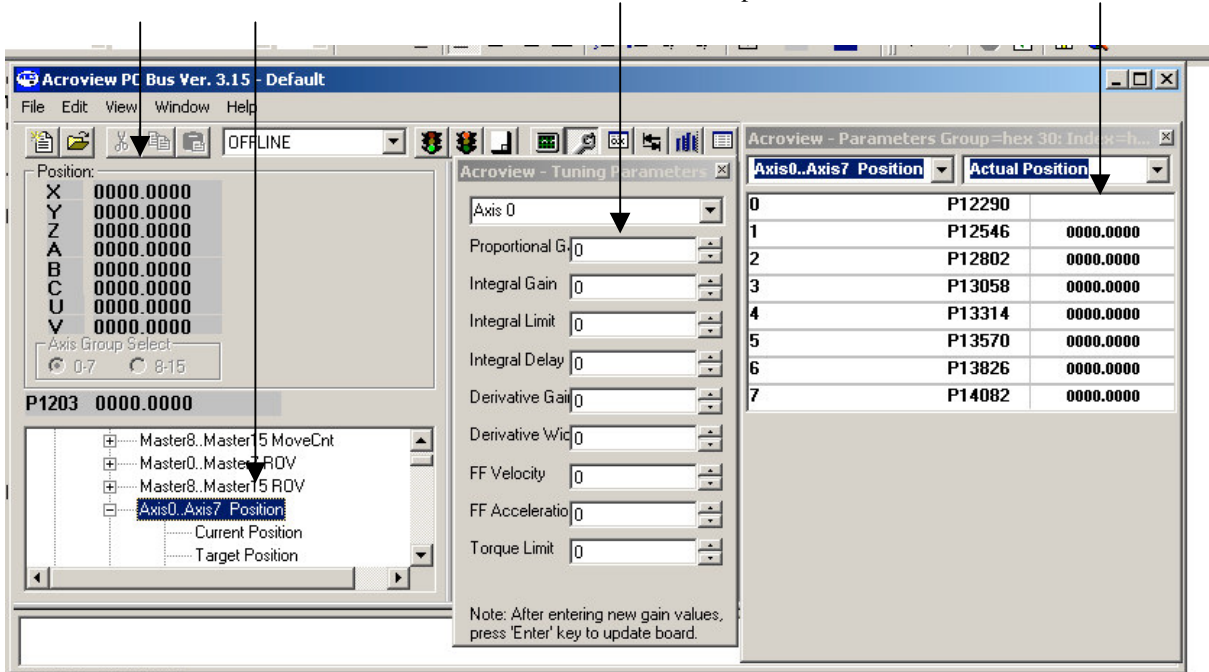 Acroview PC Bus Ver. 3.15 - Default
File Edit View Window Help
OFFLINE
Position:
X 0000.0000
Y 0000.0000
Z 0000.0000
A 0000.0000
B 0000.0000
C 0000.0000
U 0000.0000
V 0000.0000
Axis Group Select
0-7 8-15
P1203 0000.0000
Master8..Master15 MoveCnt
Master0..Master7 ROV
Master8..Master15 ROV
Axis0..Axis7 Position
Current Position
Target Position
Acroview - Tuning Parameters
Axis 0
Proportional G 0
Integral Gain 0
Integral Limit 0
Integral Delay 0
Derivative Gai 0
Derivative Wid 0
FF Velocity 0
FF Acceleratio 0
Torque Limit 0
Note: After entering new gain values,
press 'Enter' key to update board.
Acroview - Parameters Group=hex 30: Index=h...
Axis0..Axis7 Position Actual Position
0 P12290
1 P12546 0000.0000
2 P12802 0000.0000
3 P13058 0000.0000
4 P13314 0000.0000
5 P13570 0000.0000
6 P13826 0000.0000
7 P14082 0000.0000